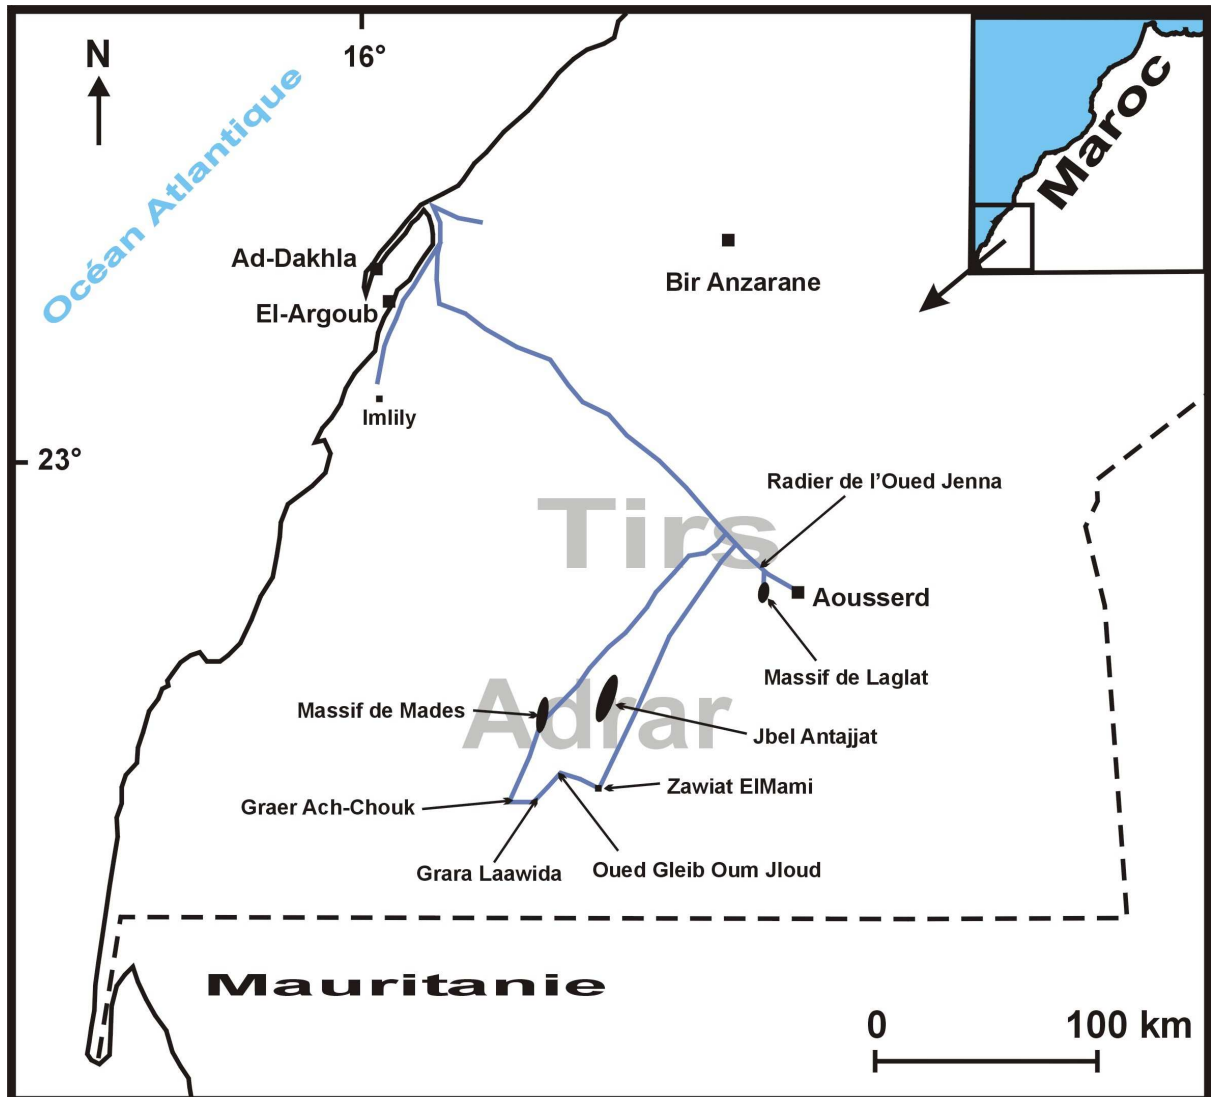 N
16°
Océan Atlantique
Maroc
Ad-Dakhla
Bir Anzarane
El-Argoub
Imlily
23°
Radier de l'Oued Jenna
Tirs
Aousserd
Massif de Laglat
Massif de Mades
Adrar
Jbel Antajjat
Zawiat ElMami
Graer Ach-Chouk
Grara Laawida
Oued Gleib Oum Jloud
Mauritanie
0 100 km